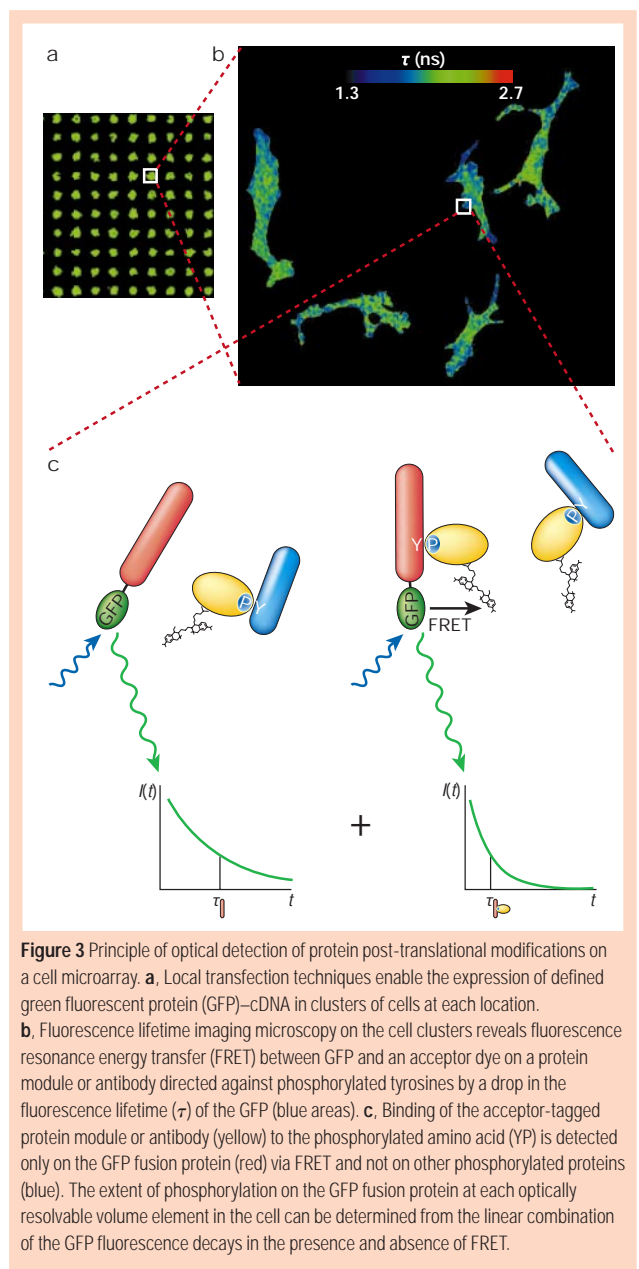 a
b
τ (ns)
1.3
2.7
c
GFP
P Y
Y P
GFP
FRET
P Y
I(t)
τ
t
+
I(t)
τ
t
Figure 3 Principle of optical detection of protein post-translational modifications on
a cell microarray. a, Local transfection techniques enable the expression of defined
green fluorescent protein (GFP)–cDNA in clusters of cells at each location.
b, Fluorescence lifetime imaging microscopy on the cell clusters reveals fluorescence
resonance energy transfer (FRET) between GFP and an acceptor dye on a protein
module or antibody directed against phosphorylated tyrosines by a drop in the
fluorescence lifetime (τ) of the GFP (blue areas). c, Binding of the acceptor-tagged
protein module or antibody (yellow) to the phosphorylated amino acid (YP) is detected
only on the GFP fusion protein (red) via FRET and not on other phosphorylated proteins
(blue). The extent of phosphorylation on the GFP fusion protein at each optically
resolvable volume element in the cell can be determined from the linear combination
of the GFP fluorescence decays in the presence and absence of FRET.